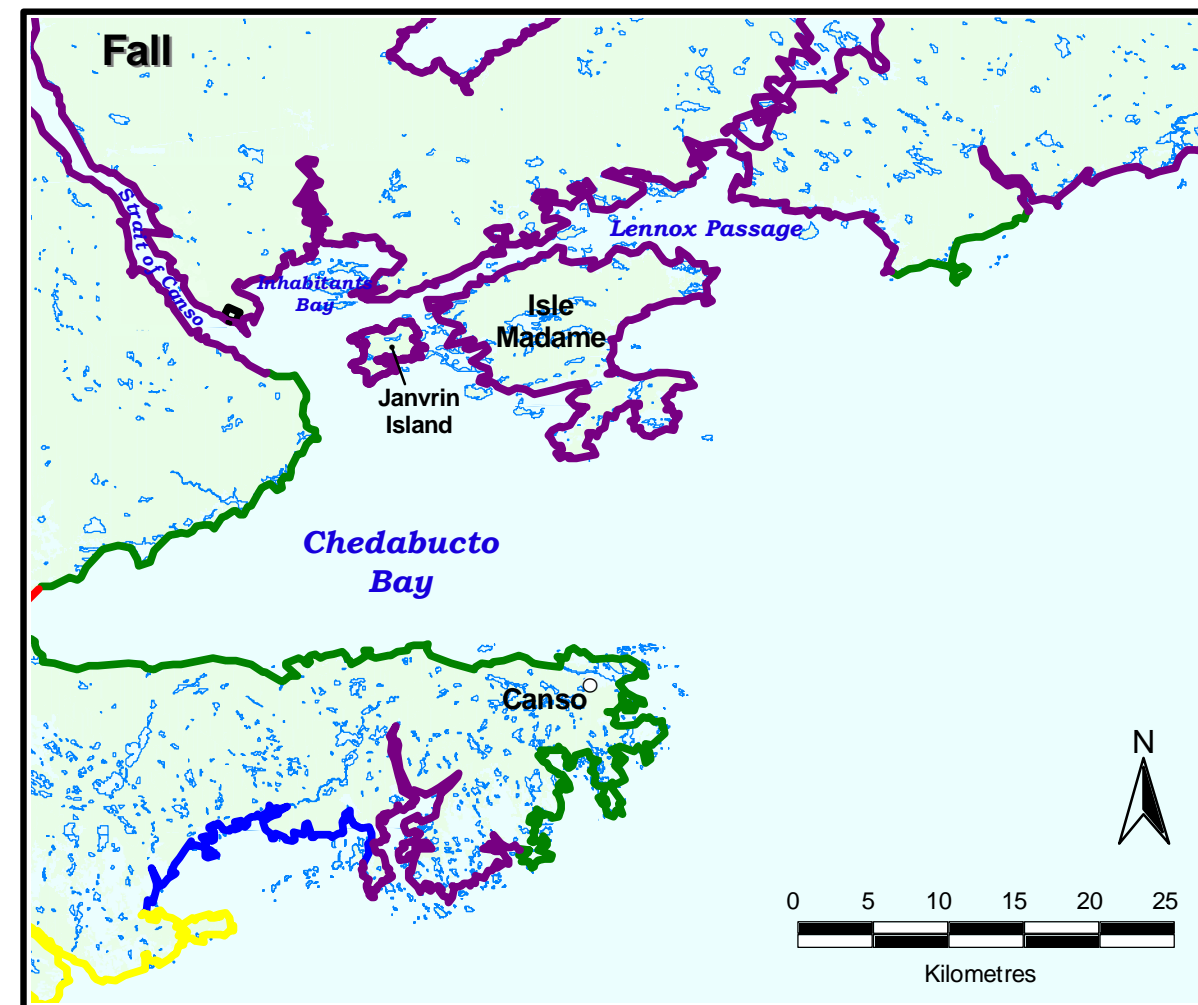 Fall
Strait of Canso
Lennox Passage
Inhabitants
Bay
Isle
Madame
Janvrin
Island
Chedabucto
Bay
Canso
N
0 5 10 15 20 25
Kilometres